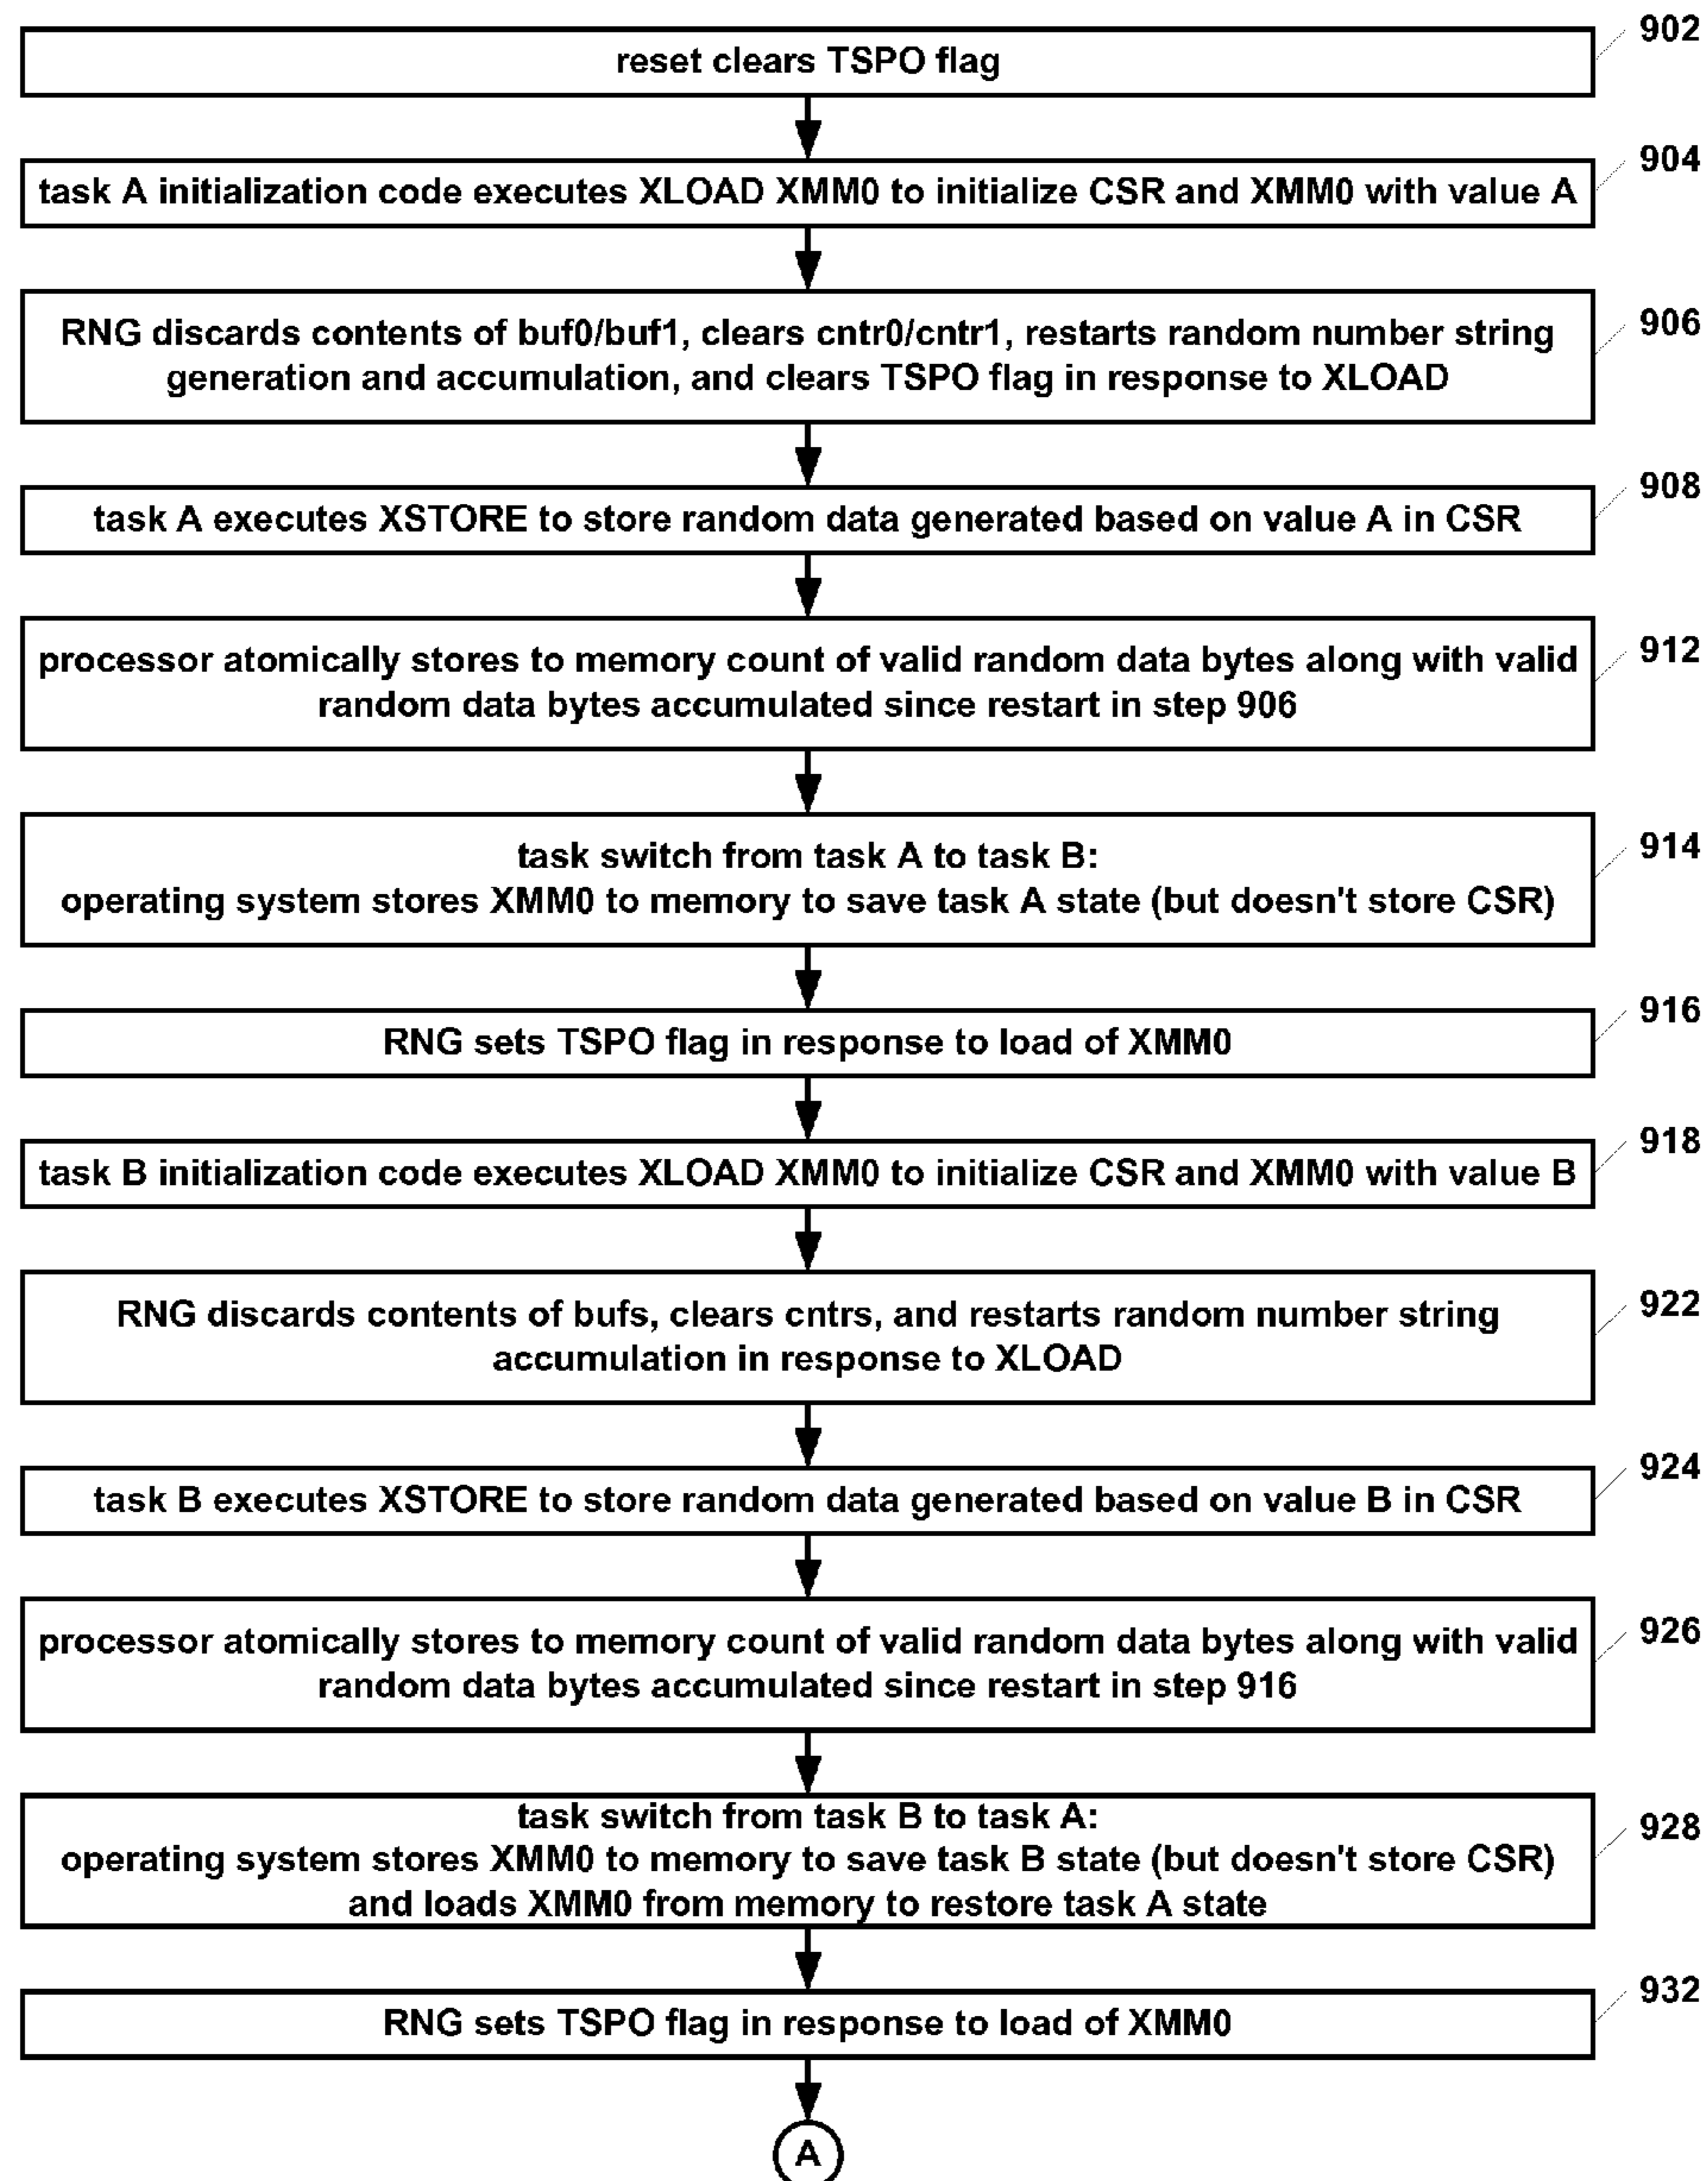 902
reset clears TSPO flag
904
task A initialization code executes XLOAD XMM0 to initialize CSR and XMM0 with value A
906
RNG discards contents of buf0/buf1, clears cntr0/cntr1, restarts random number string
generation and accumulation, and clears TSPO flag in response to XLOAD
908
task A executes XSTORE to store random data generated based on value A in CSR
912
processor atomically stores to memory count of valid random data bytes along with valid
random data bytes accumulated since restart in step 906
914
task switch from task A to task B:
operating system stores XMM0 to memory to save task A state (but doesn't store CSR)
916
RNG sets TSPO flag in response to load of XMM0
918
task B initialization code executes XLOAD XMM0 to initialize CSR and XMM0 with value B
922
RNG discards contents of bufs, clears cntrs, and restarts random number string
accumulation in response to XLOAD
924
task B executes XSTORE to store random data generated based on value B in CSR
926
processor atomically stores to memory count of valid random data bytes along with valid
random data bytes accumulated since restart in step 916
928
task switch from task B to task A:
operating system stores XMM0 to memory to save task B state (but doesn't store CSR)
and loads XMM0 from memory to restore task A state
932
RNG sets TSPO flag in response to load of XMM0
A